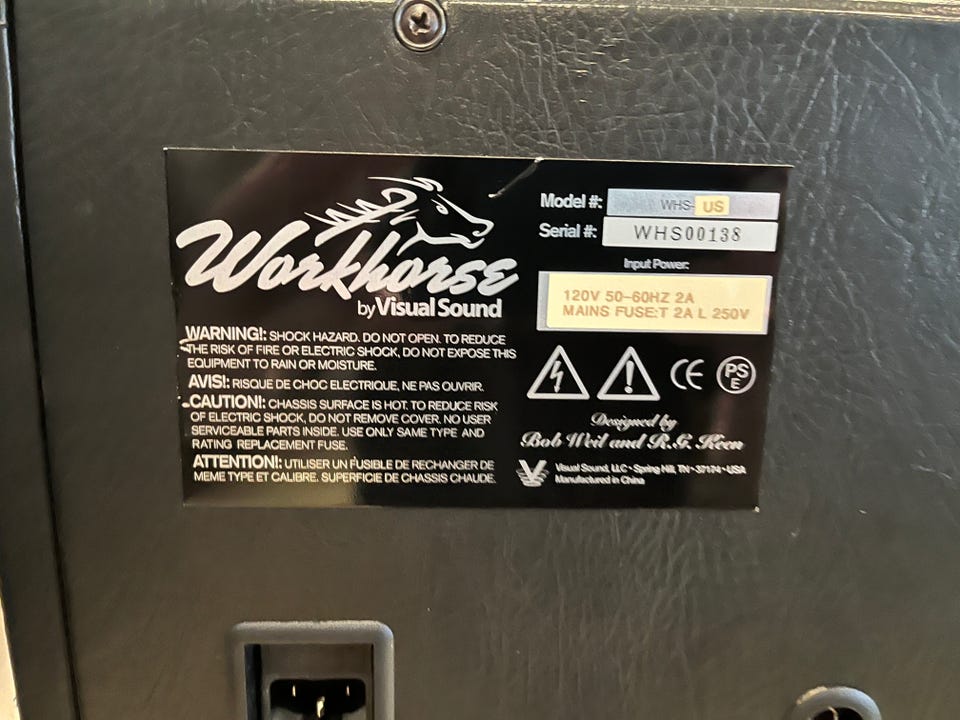 Workhorse
by Visual Sound
WARNING!: SHOCK HAZARD. DO NOT OPEN. TO REDUCE
THE RISK OF FIRE OR ELECTRIC SHOCK, DO NOT EXPOSE THIS
EQUIPMENT TO RAIN OR MOISTURE.
AVIS!: RISQUE DE CHOC ELECTRIQUE, NE PAS OUVRIR.
CAUTION!: CHASSIS SURFACE IS HOT. TO REDUCE RISK
OF ELECTRIC SHOCK, DO NOT REMOVE COVER. NO USER
SERVICEABLE PARTS INSIDE. USE ONLY SAME TYPE AND
RATING REPLACEMENT FUSE.
ATTENTION!: UTILISER UN FUSIBLE DE RECHANGER DE
MEME TYPE ET CALIBRE. SUPERFICIE DE CHASSIS CHAUDE.
Model #: WHS-US
Serial #: WHS00138
Input Power:
120V 50-60HZ 2A
MAINS FUSE:T 2A L 250V
CE PSE
Designed by
Bob Weil and R.G. Keen
VS Visual Sound, LLC • Spring Hill, TN • 37174 • USA
Manufactured in China